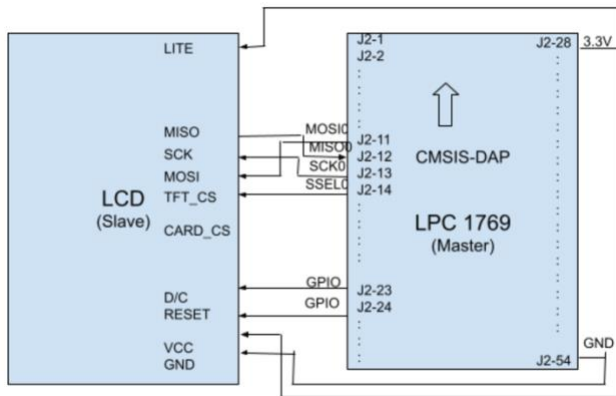 LITE
MISO
SCK
MOSI
TFT_CS
CARD_CS
D/C
RESET
VCC
GND
LCD
(Slave)
MOSI0
MISO0
SCK0
SSEL0
GPIO
GPIO
J2-1
J2-2
J2-11
J2-12
J2-13
J2-14
J2-23
J2-24
CMSIS-DAP
LPC 1769
(Master)
J2-28
J2-54
3.3V
GND